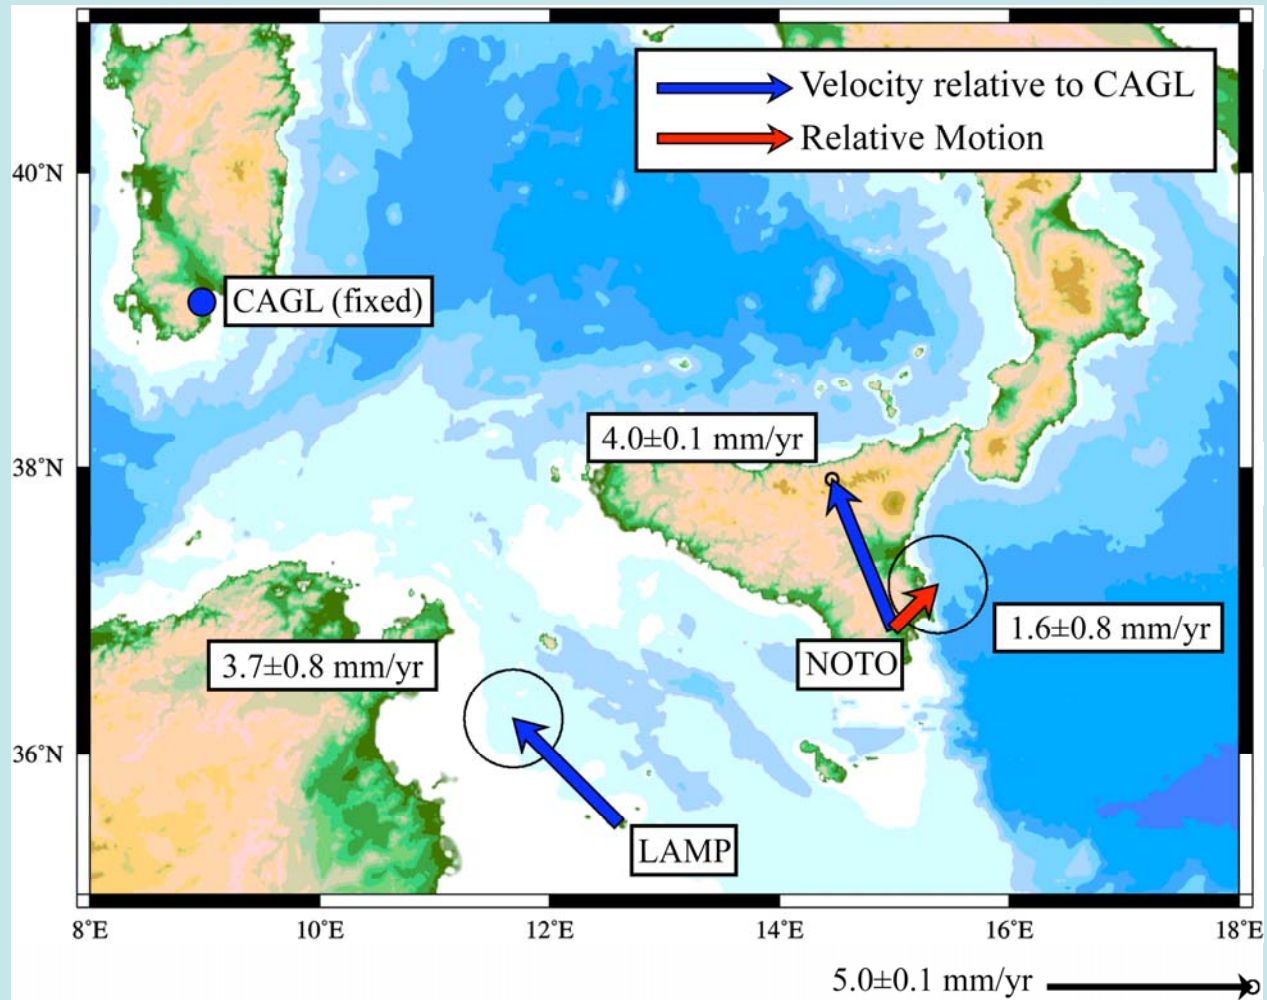 Velocity relative to CAGL
Relative Motion
40°N
CAGL (fixed)
4.0±0.1 mm/yr
38°N
1.6±0.8 mm/yr
3.7±0.8 mm/yr
NOTO
36°N
LAMP
8°E 10°E 12°E 14°E 16°E 18°E
5.0±0.1 mm/yr